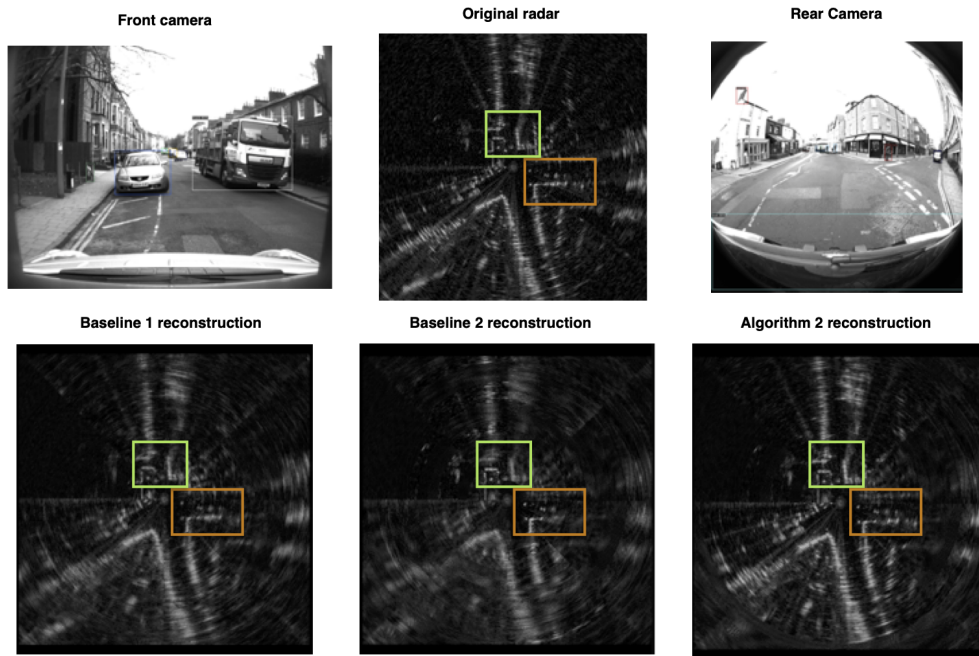 Front camera
Original radar
Rear Camera
Baseline 1 reconstruction
Baseline 2 reconstruction
Algorithm 2 reconstruction